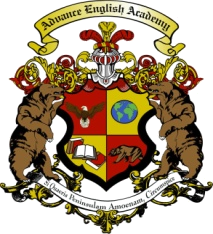 Advance English Academy
Si Quaeris Peninsulam Amoenam, Circumspice